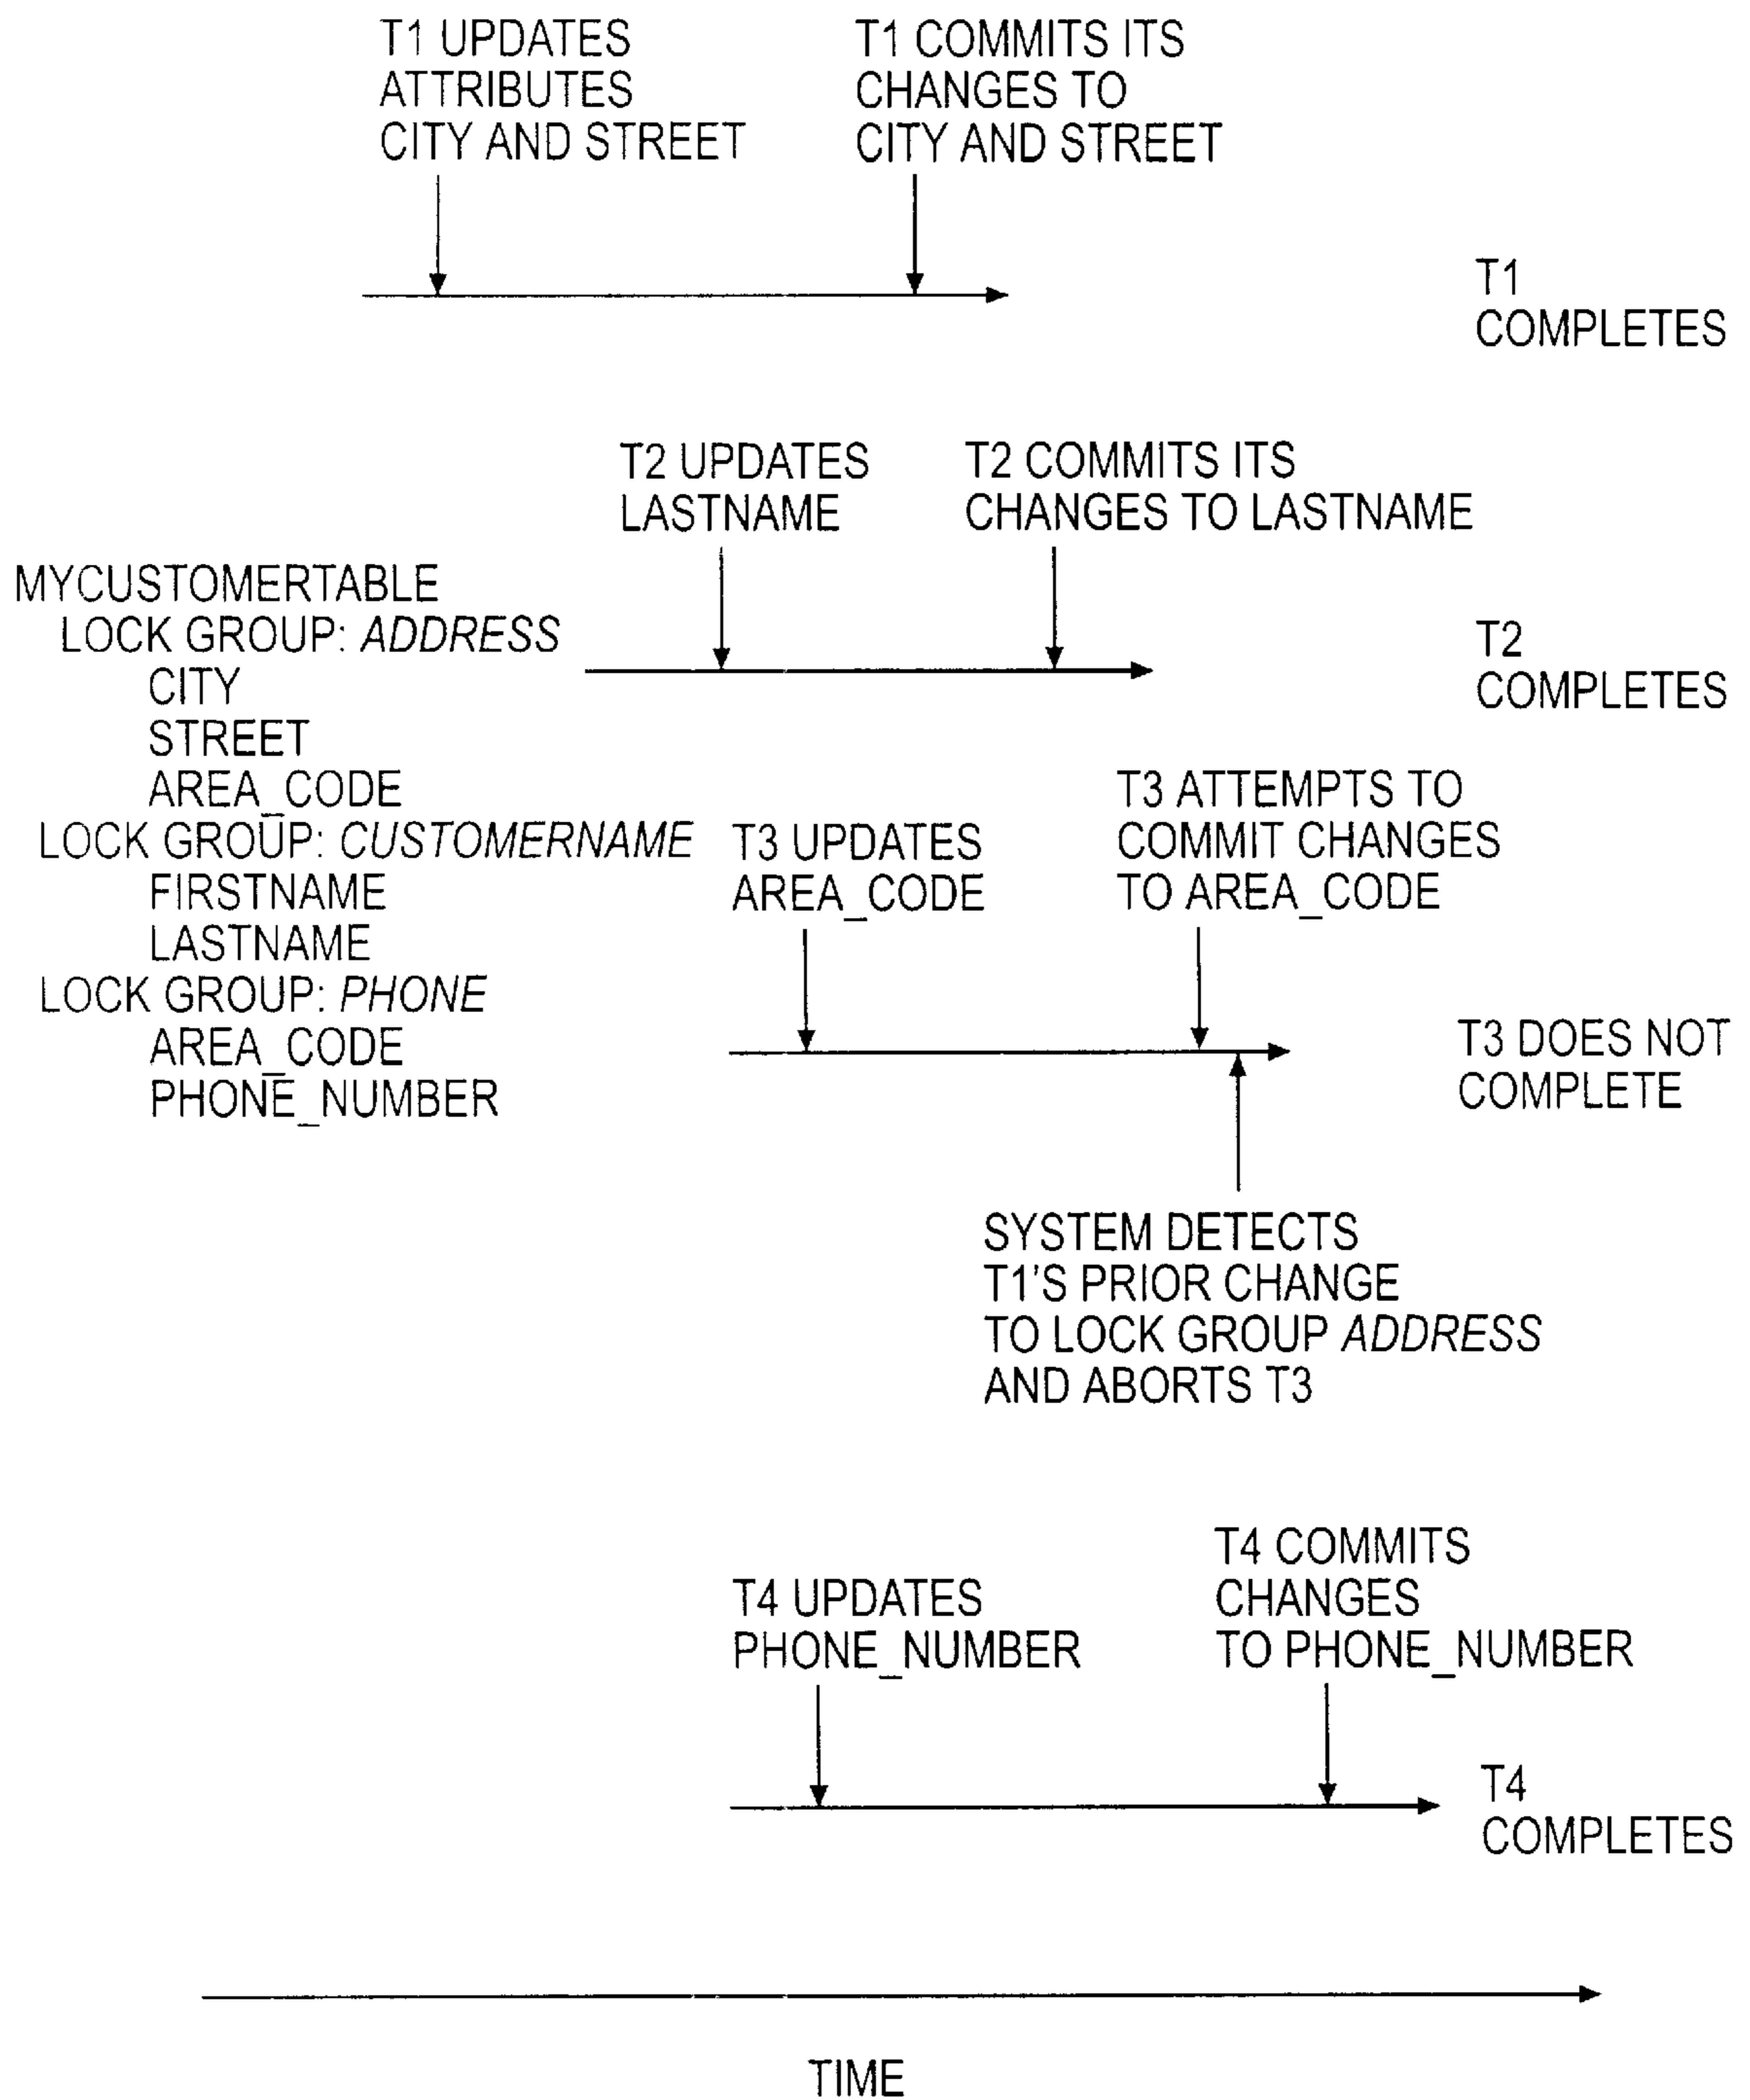 T1 UPDATES
ATTRIBUTES
CITY AND STREET
T1 COMMITS ITS
CHANGES TO
CITY AND STREET
T1
COMPLETES
T2 UPDATES
LASTNAME
T2 COMMITS ITS
CHANGES TO LASTNAME
T2
COMPLETES
MYCUSTOMERTABLE
LOCK GROUP: ADDRESS
CITY
STREET
AREA_CODE
LOCK GROUP: CUSTOMERNAME
FIRSTNAME
LASTNAME
LOCK GROUP: PHONE
AREA_CODE
PHONE_NUMBER
T3 UPDATES
AREA_CODE
T3 ATTEMPTS TO
COMMIT CHANGES
TO AREA_CODE
T3 DOES NOT
COMPLETE
SYSTEM DETECTS
T1'S PRIOR CHANGE
TO LOCK GROUP ADDRESS
AND ABORTS T3
T4 UPDATES
PHONE_NUMBER
T4 COMMITS
CHANGES
TO PHONE_NUMBER
T4
COMPLETES
TIME